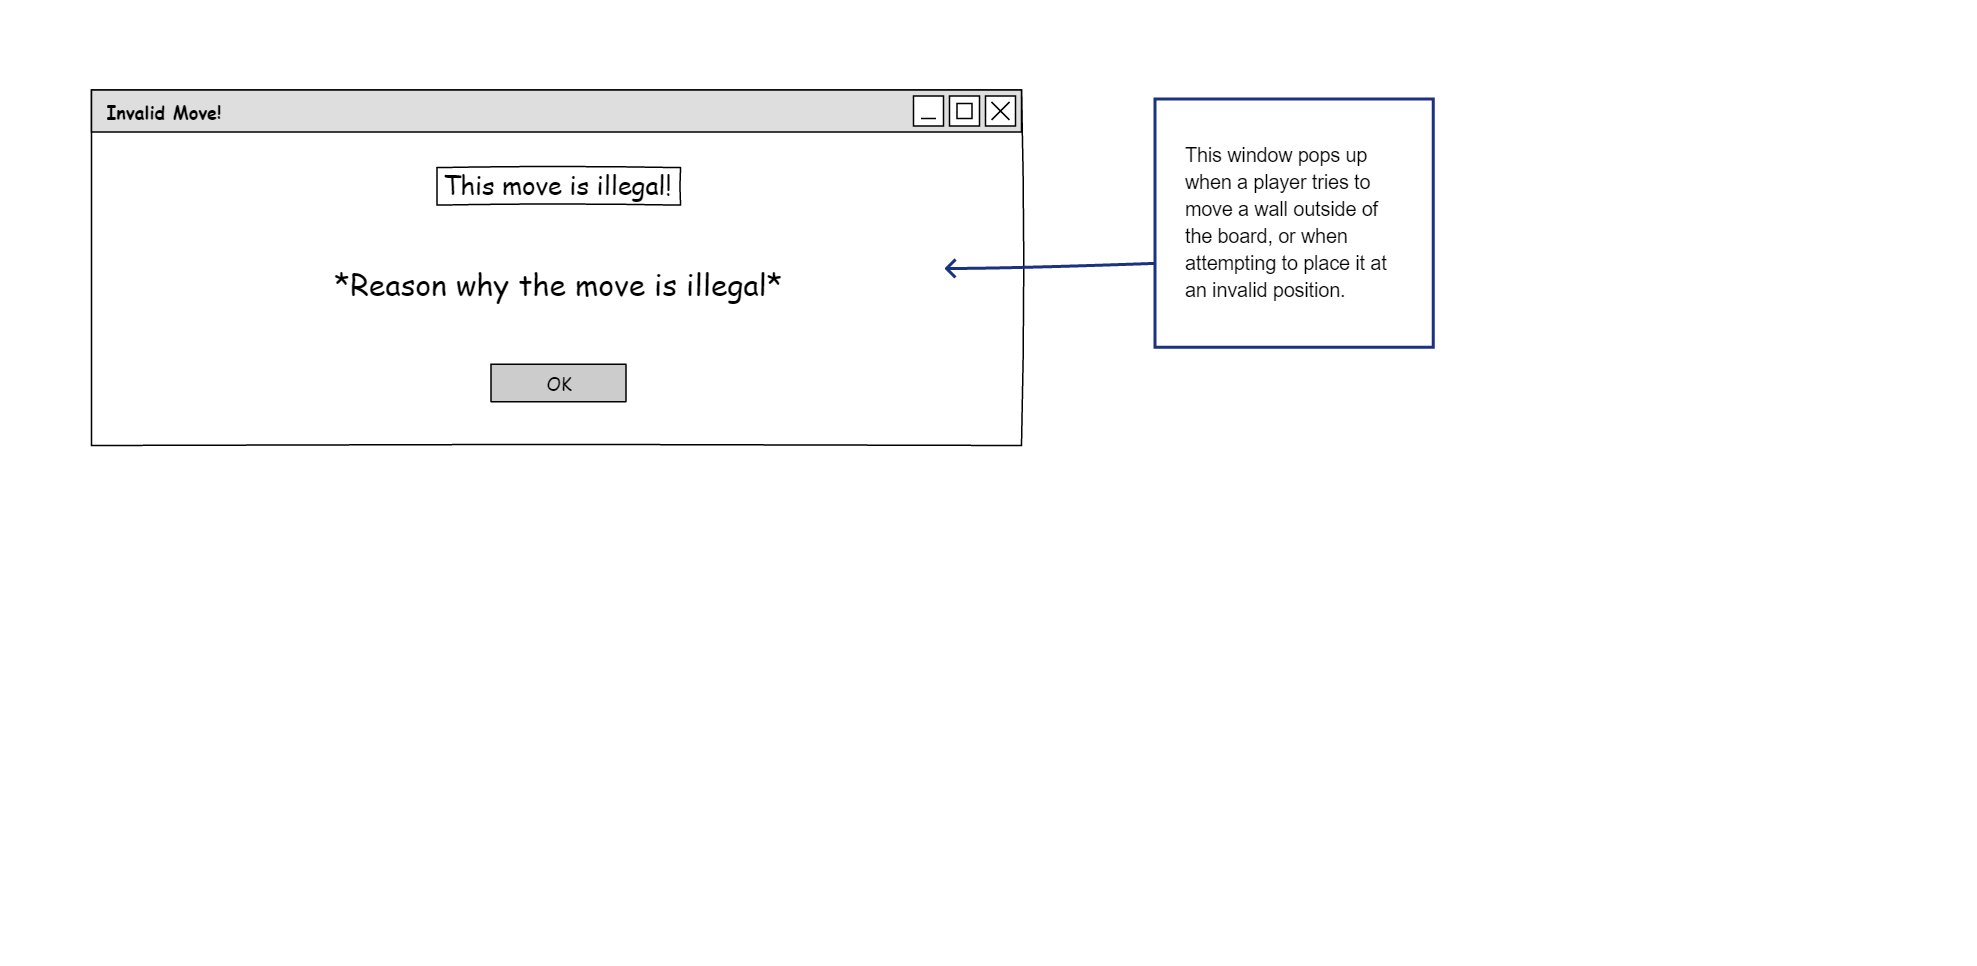 Invalid Move!
This move is illegal!
*Reason why the move is illegal*
OK
This window pops up
when a player tries to
move a wall outside of
the board, or when
attempting to place it at
an invalid position.